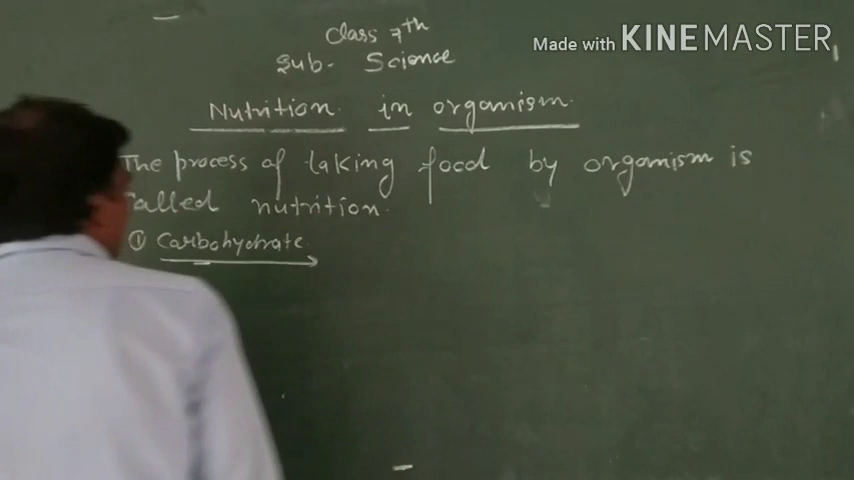 Class 7th
Made with KINEMASTER
Sub- Science
Nutrition in organism.
The process of taking food by organism is
called nutrition.
① Carbohydrate